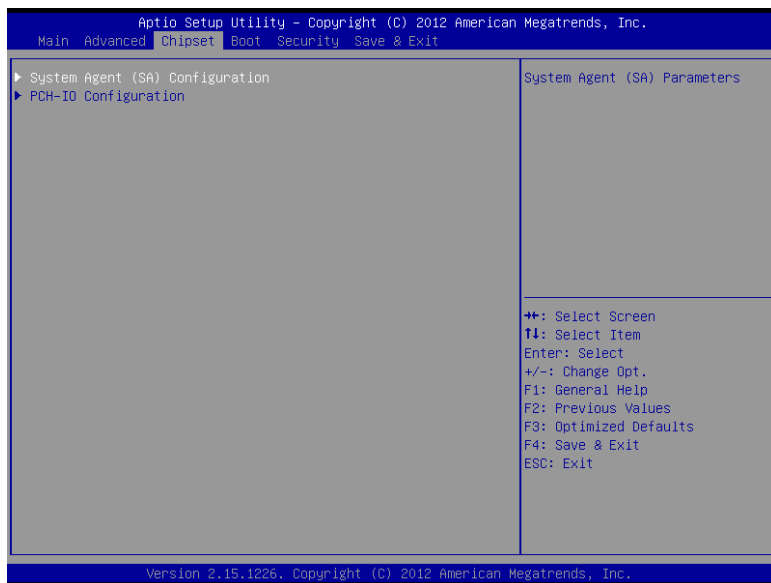 Aptio Setup Utility – Copyright (C) 2012 American Megatrends, Inc.
Main Advanced Chipset Boot Security Save & Exit
▶ System Agent (SA) Configuration
▶ PCH-IO Configuration
System Agent (SA) Parameters
→←: Select Screen
↑↓: Select Item
Enter: Select
+/-: Change Opt.
F1: General Help
F2: Previous Values
F3: Optimized Defaults
F4: Save & Exit
ESC: Exit
Version 2.15.1226. Copyright (C) 2012 American Megatrends, Inc.